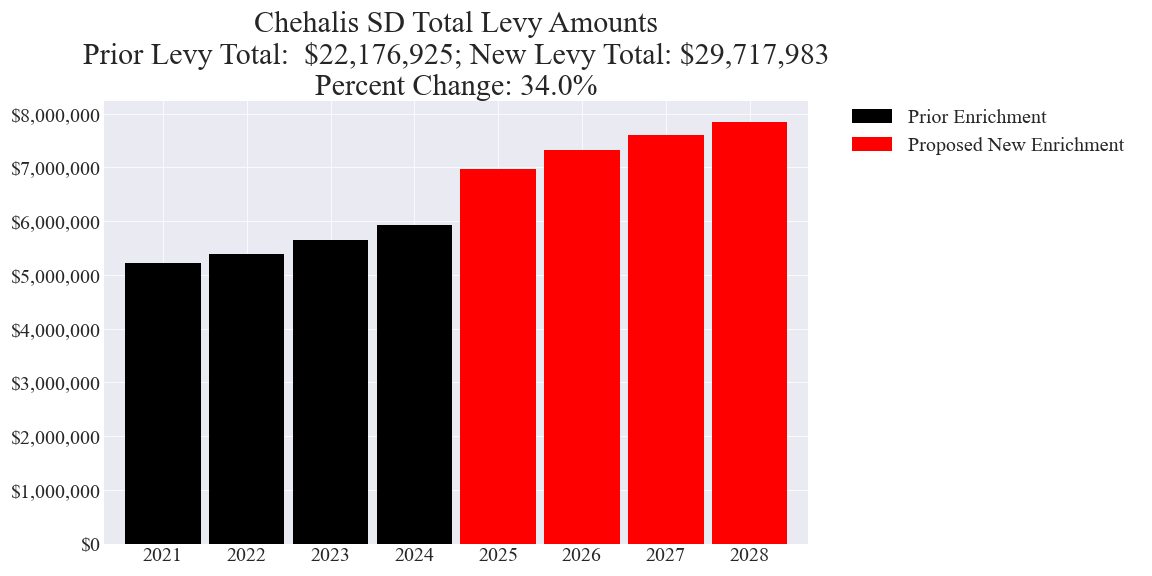 Chehalis SD Total Levy Amounts
Prior Levy Total:  $22,176,925; New Levy Total: $29,717,983
Percent Change: 34.0%
Prior Enrichment
Proposed New Enrichment
$8,000,000
$7,000,000
$6,000,000
$5,000,000
$4,000,000
$3,000,000
$2,000,000
$1,000,000
$0
2021 2022 2023 2024 2025 2026 2027 2028